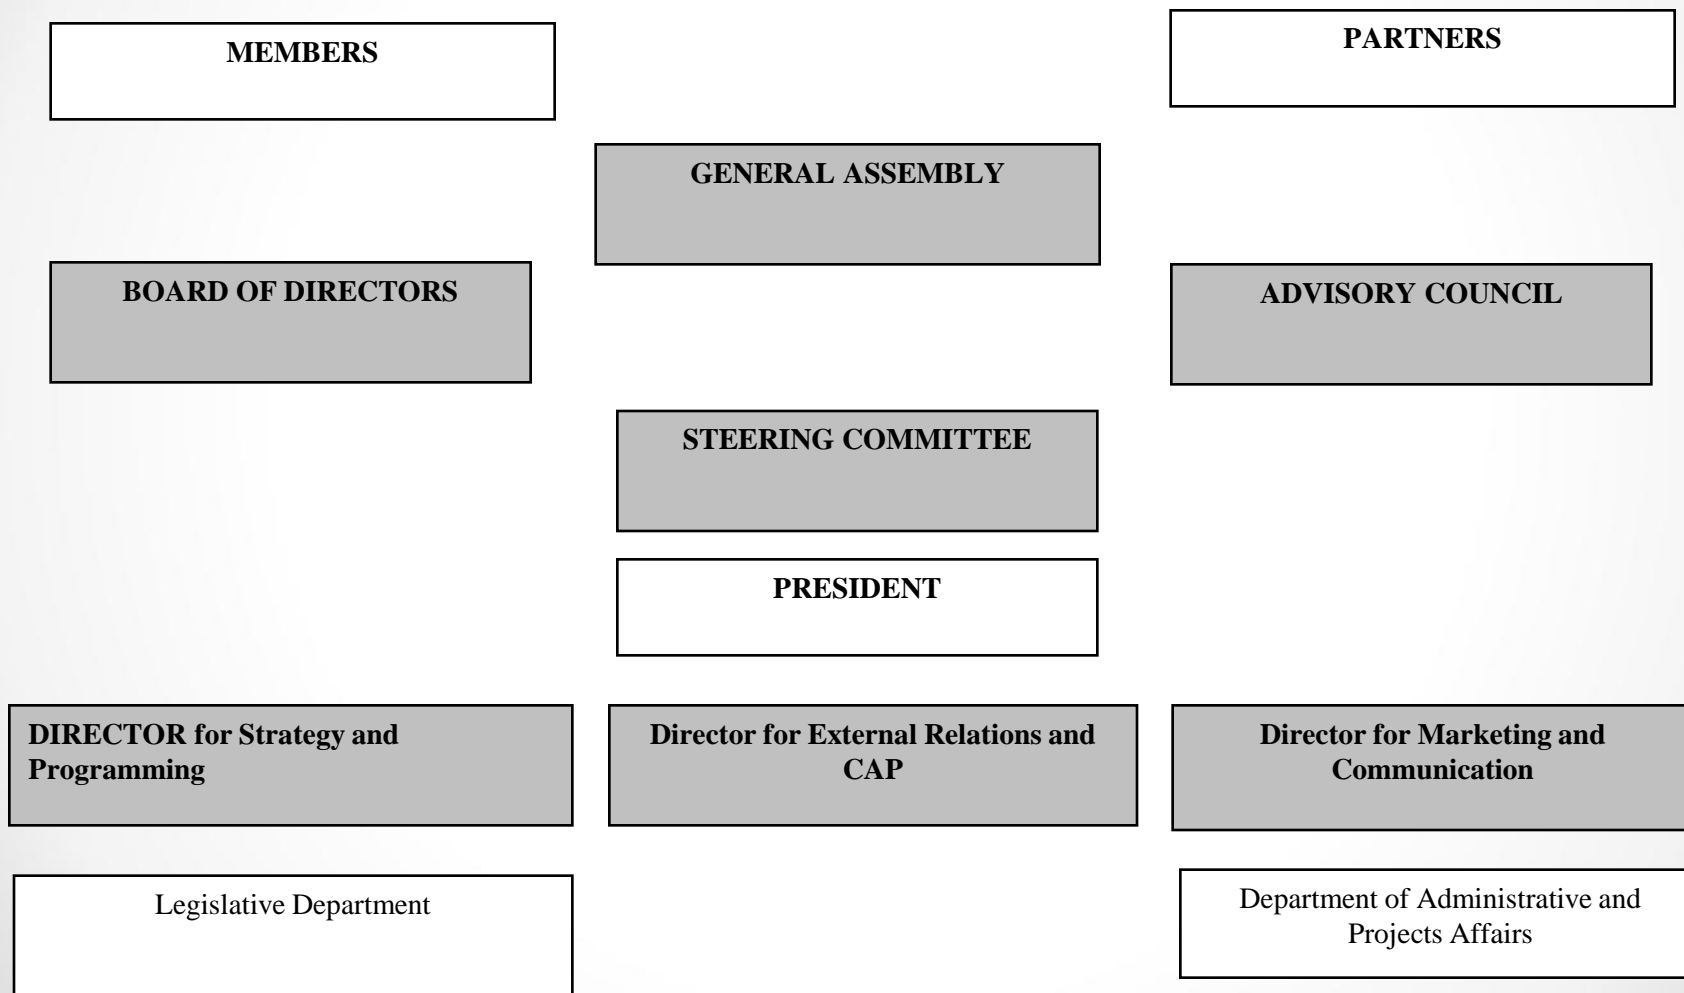 MEMBERS
PARTNERS
GENERAL ASSEMBLY
BOARD OF DIRECTORS
ADVISORY COUNCIL
STEERING COMMITTEE
PRESIDENT
DIRECTOR for Strategy and
Programming
Director for External Relations and
CAP
Director for Marketing and
Communication
Legislative Department
Department of Administrative and
Projects Affairs